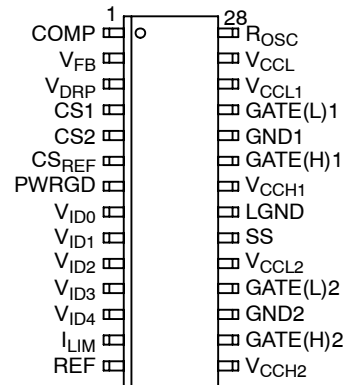 1 28
COMP ROSC
VFB VCCL
VDRP VCCL1
CS1 GATE(L)1
CS2 GND1
CSREF GATE(H)1
PWRGD VCCH1
VID0 LGND
VID1 SS
VID2 VCCL2
VID3 GATE(L)2
VID4 GND2
ILIM GATE(H)2
REF VCCH2